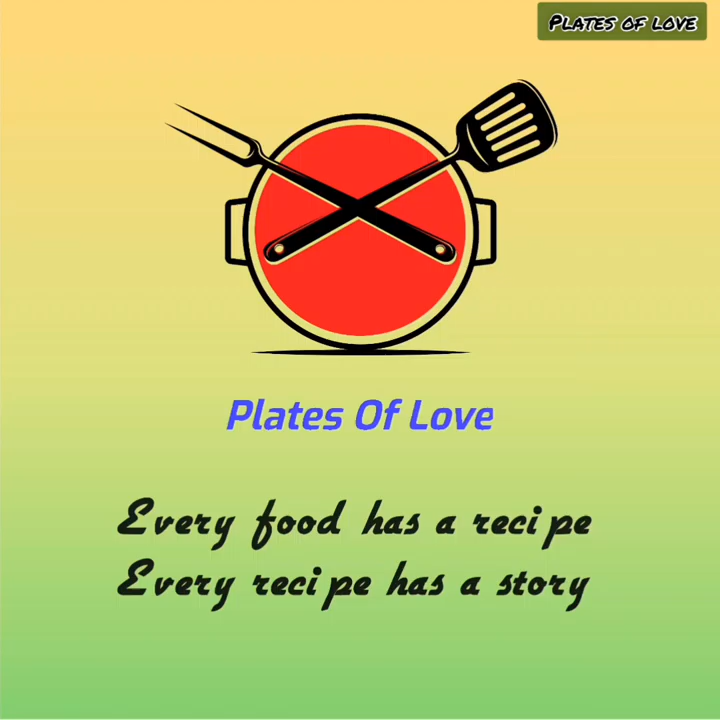 Plates of love
Plates Of Love
Every food has a recipe
Every recipe has a story